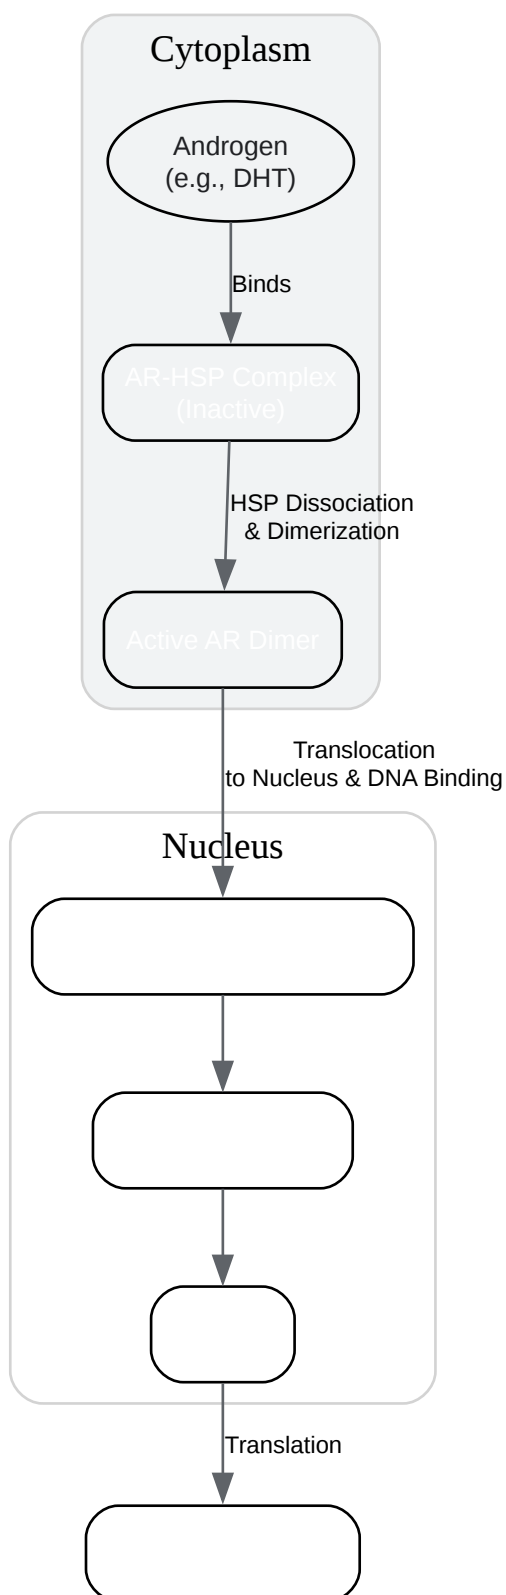 Cytoplasm
Androgen
(e.g., DHT)
Binds
AR-HSP Complex
(Inactive)
HSP Dissociation
& Dimerization
Active AR Dimer
Translocation
to Nucleus & DNA Binding
Nucleus
Translation